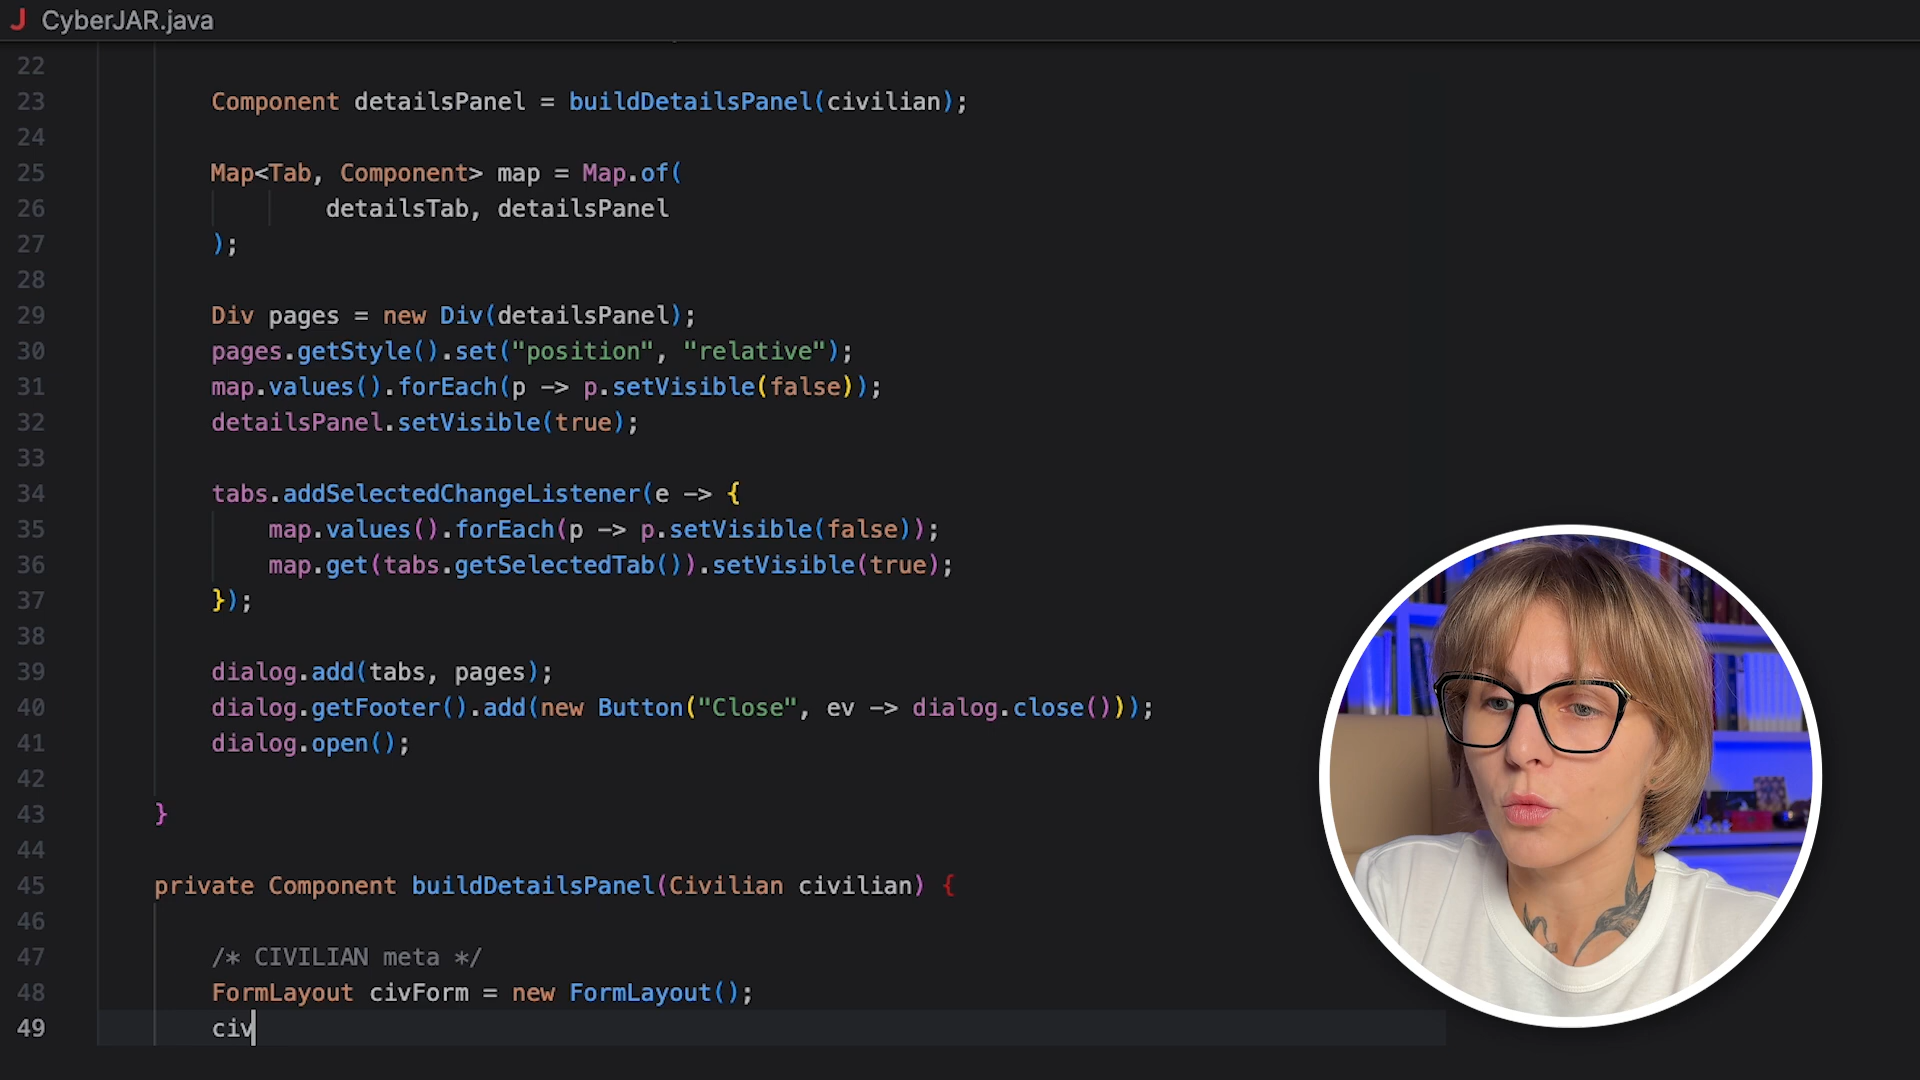 J CyberJAR.java
22
23 Component detailsPanel = buildDetailsPanel(civilian);
24
25 Map<Tab, Component> map = Map.of(
26 detailsTab, detailsPanel
27 );
28
29 Div pages = new Div(detailsPanel);
30 pages.getStyle().set("position", "relative");
31 map.values().forEach(p -> p.setVisible(false));
32 detailsPanel.setVisible(true);
33
34 tabs.addSelectedChangeListener(e -> {
35 map.values().forEach(p -> p.setVisible(false));
36 map.get(tabs.getSelectedTab()).setVisible(true);
37 });
38
39 dialog.add(tabs, pages);
40 dialog.getFooter().add(new Button("Close", ev -> dialog.close()));
41 dialog.open();
42
43 }
44
45 private Component buildDetailsPanel(Civilian civilian) {
46
47 /* CIVILIAN meta */
48 FormLayout civForm = new FormLayout();
49 civ